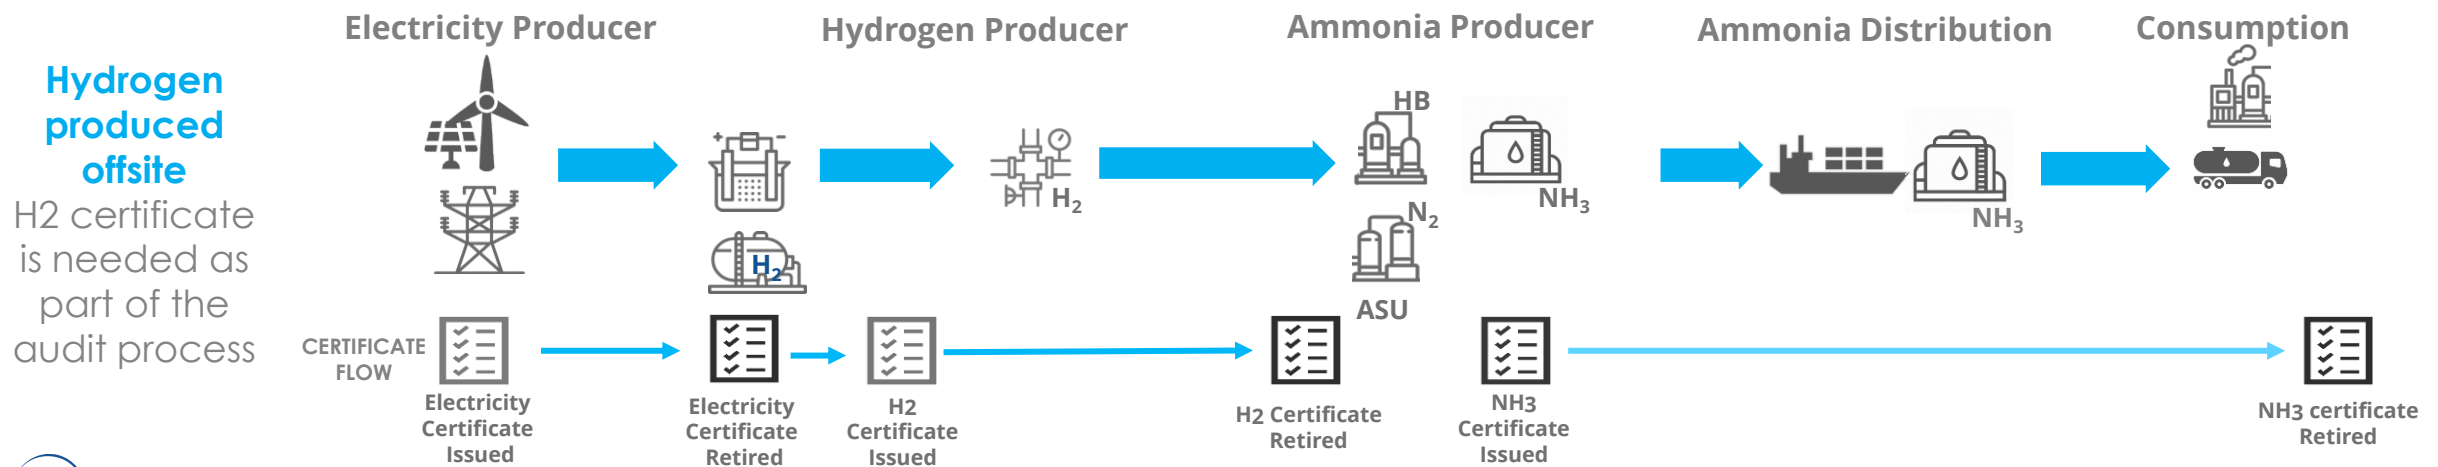 Electricity Producer
Hydrogen Producer
Ammonia Producer
Ammonia Distribution
Consumption
Hydrogen
produced
offsite
H2 certificate
is needed as
part of the
audit process
+ −
H2
H2
HB
NH3
N2
ASU
NH3
CERTIFICATE
FLOW
Electricity
Certificate
Issued
Electricity
Certificate
Retired
H2
Certificate
Issued
H2 Certificate
Retired
NH3
Certificate
Issued
NH3 certificate
Retired